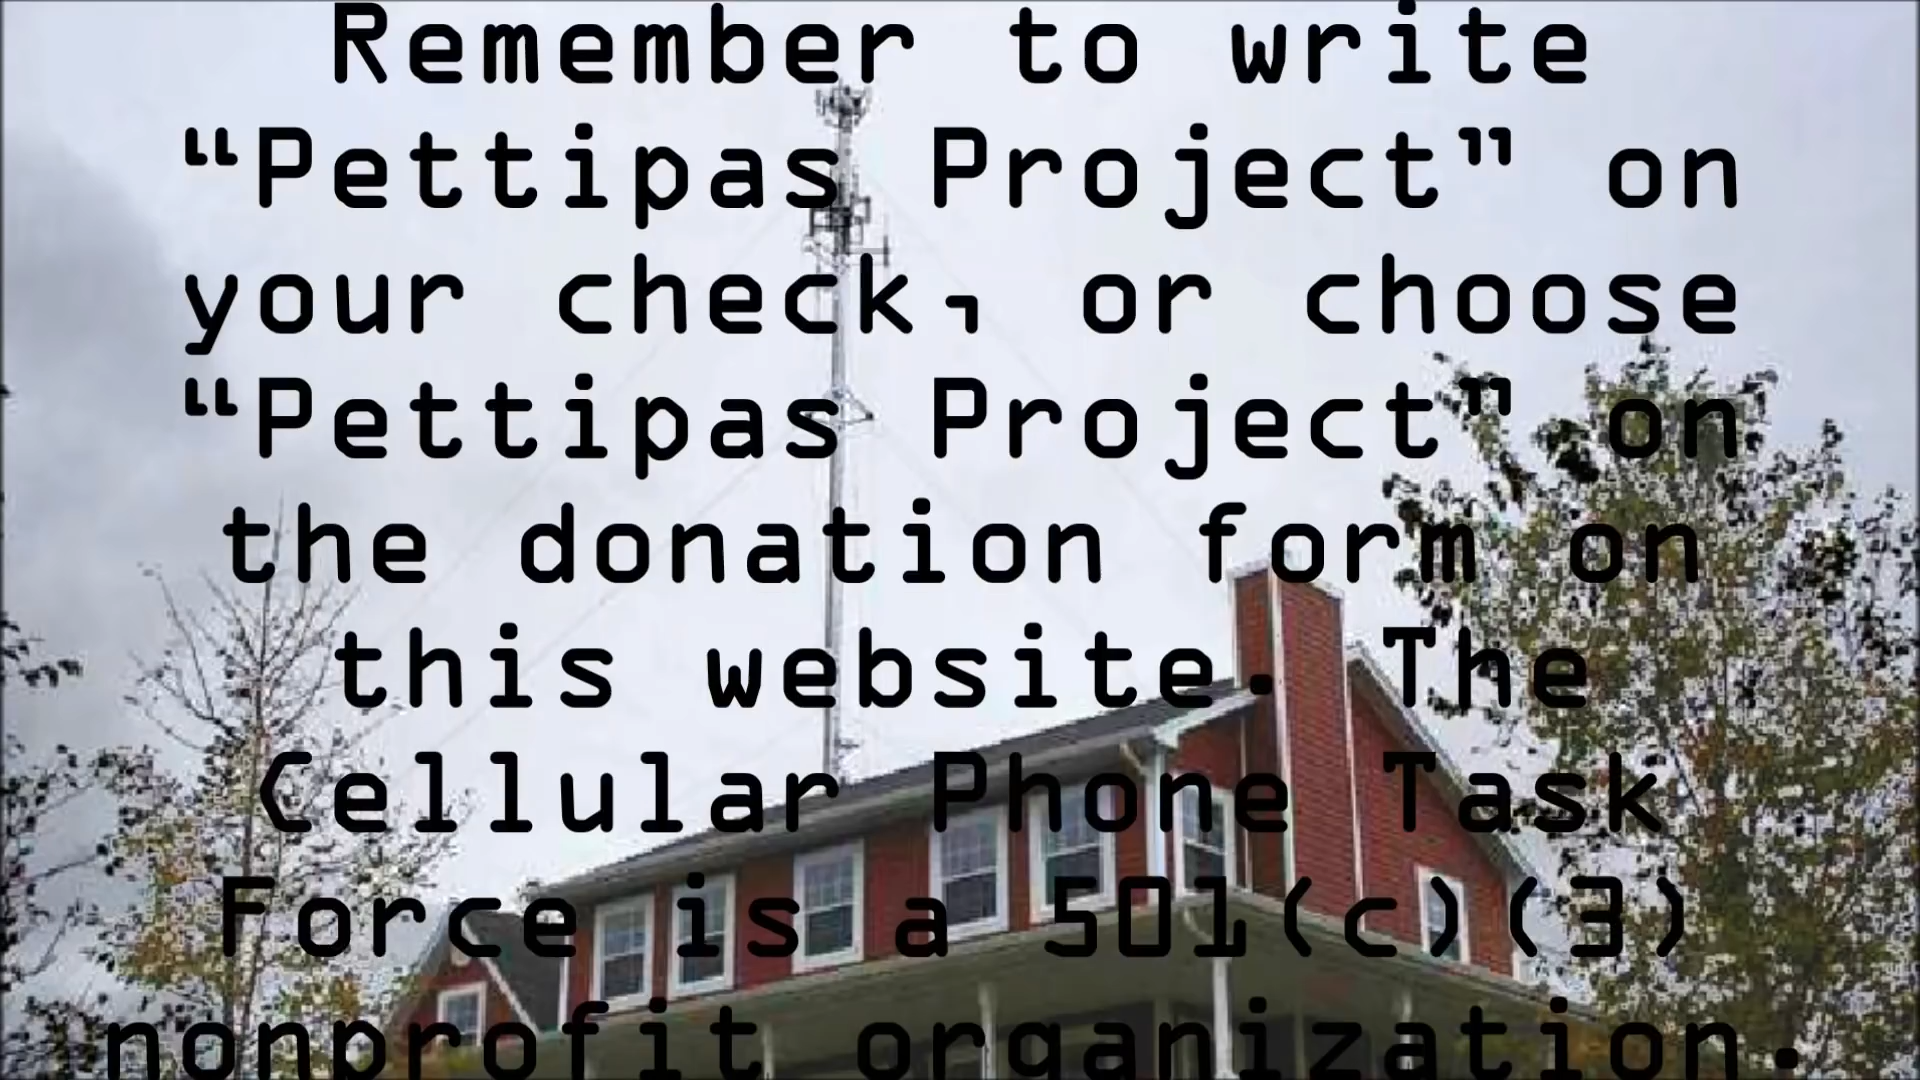 Remember to write
“Pettipas Project” on
your check, or choose
“Pettipas Project” on
the donation form on
this website. The
Cellular Phone Task
Force is a 501(c)(3)
nonprofit organization.